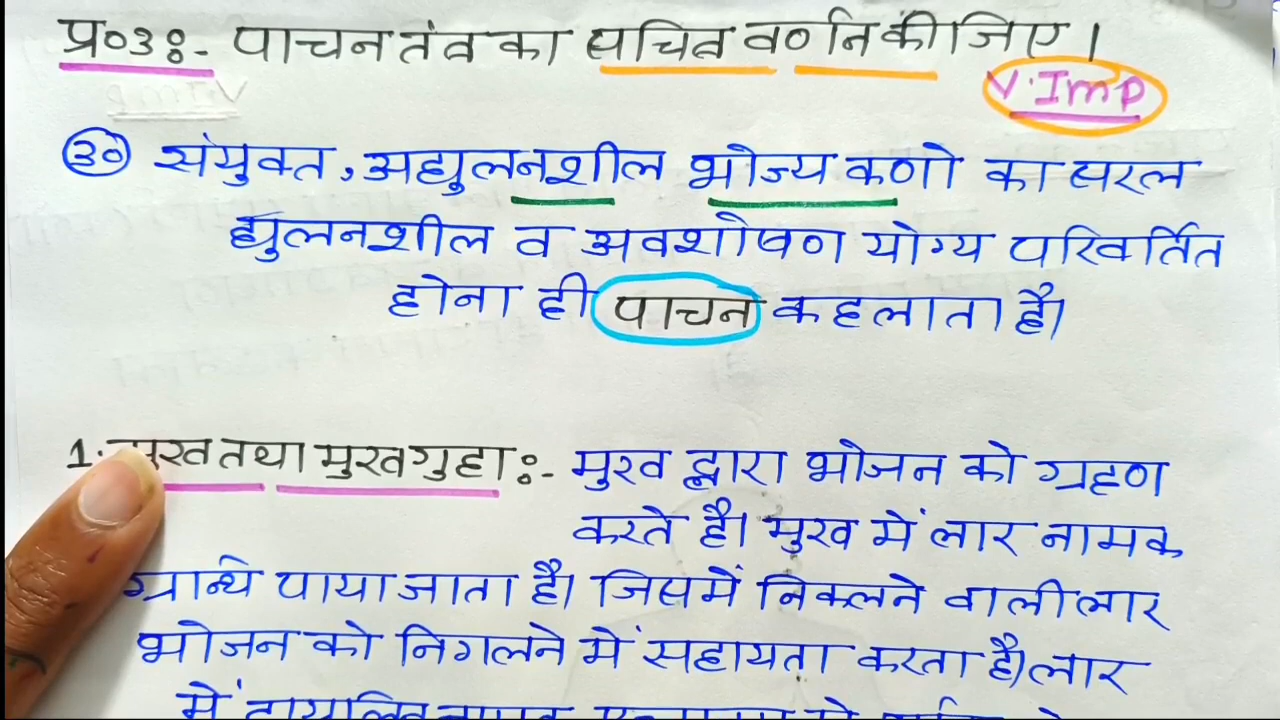 प्र०3ः- पाचन तंत्र का सचित्र वर्णन कीजिए।
V.Imp
उ० संयुक्त, अघुलनशील भोज्य कणो का सरल
घुलनशील व अवशोषण योग्य परिवर्तित
होना ही पाचन कहलाता है।
1. मुख तथा मुखगुहाः- मुख द्वारा भोजन को ग्रहण
करते है। मुख में लार नामक
ग्रन्थि पाया जाता है। जिसमें निकलने वाली लार
भोजन को निगलने में सहायता करता है। लार
में